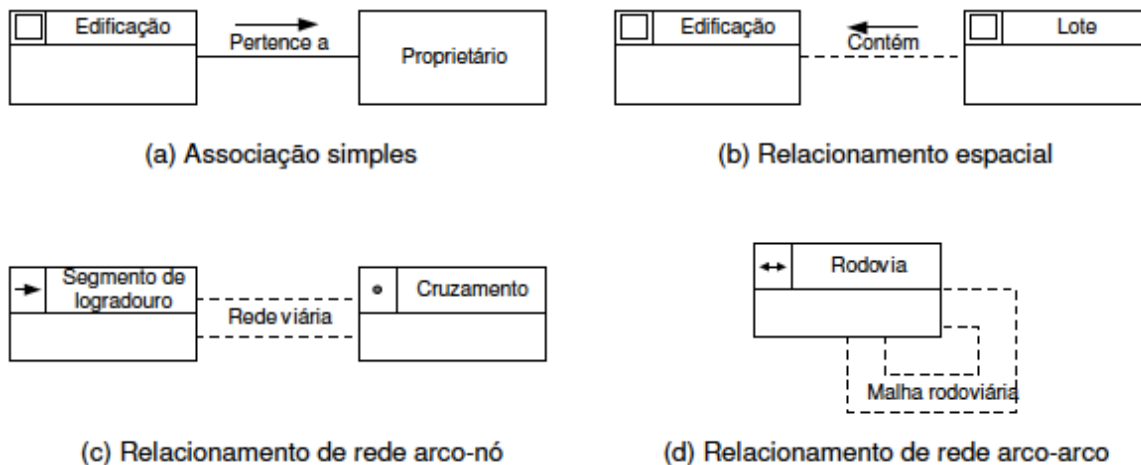 Edificação
Pertence a
Proprietário
(a) Associação simples
Edificação
Contém
Lote
(b) Relacionamento espacial
Segmento de
logradouro
Rede viária
Cruzamento
(c) Relacionamento de rede arco-nó
Rodovia
Malha rodoviária
(d) Relacionamento de rede arco-arco